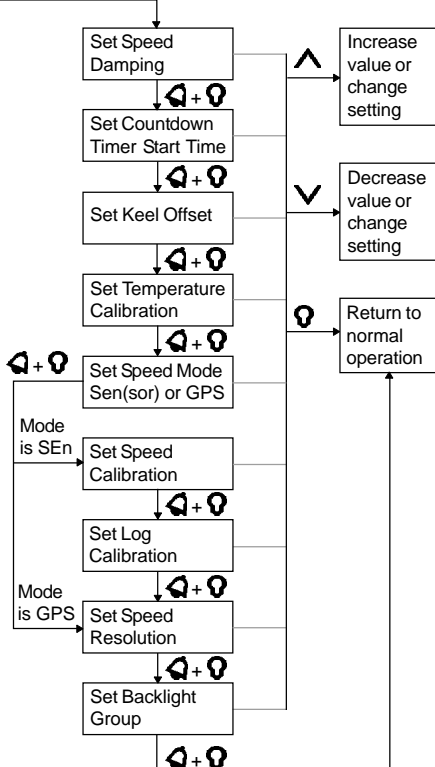 Set Speed
Damping
+
Set Countdown
Timer Start Time
+
Set Keel Offset
+
Set Temperature
Calibration
+
Set Speed Mode
Sen(sor) or GPS
+
Mode
is SEn
Set Speed
Calibration
+
Set Log
Calibration
+
Mode
is GPS
Set Speed
Resolution
+
Set Backlight
Group
+
Increase
value or
change
setting
Decrease
value or
change
setting
Return to
normal
operation